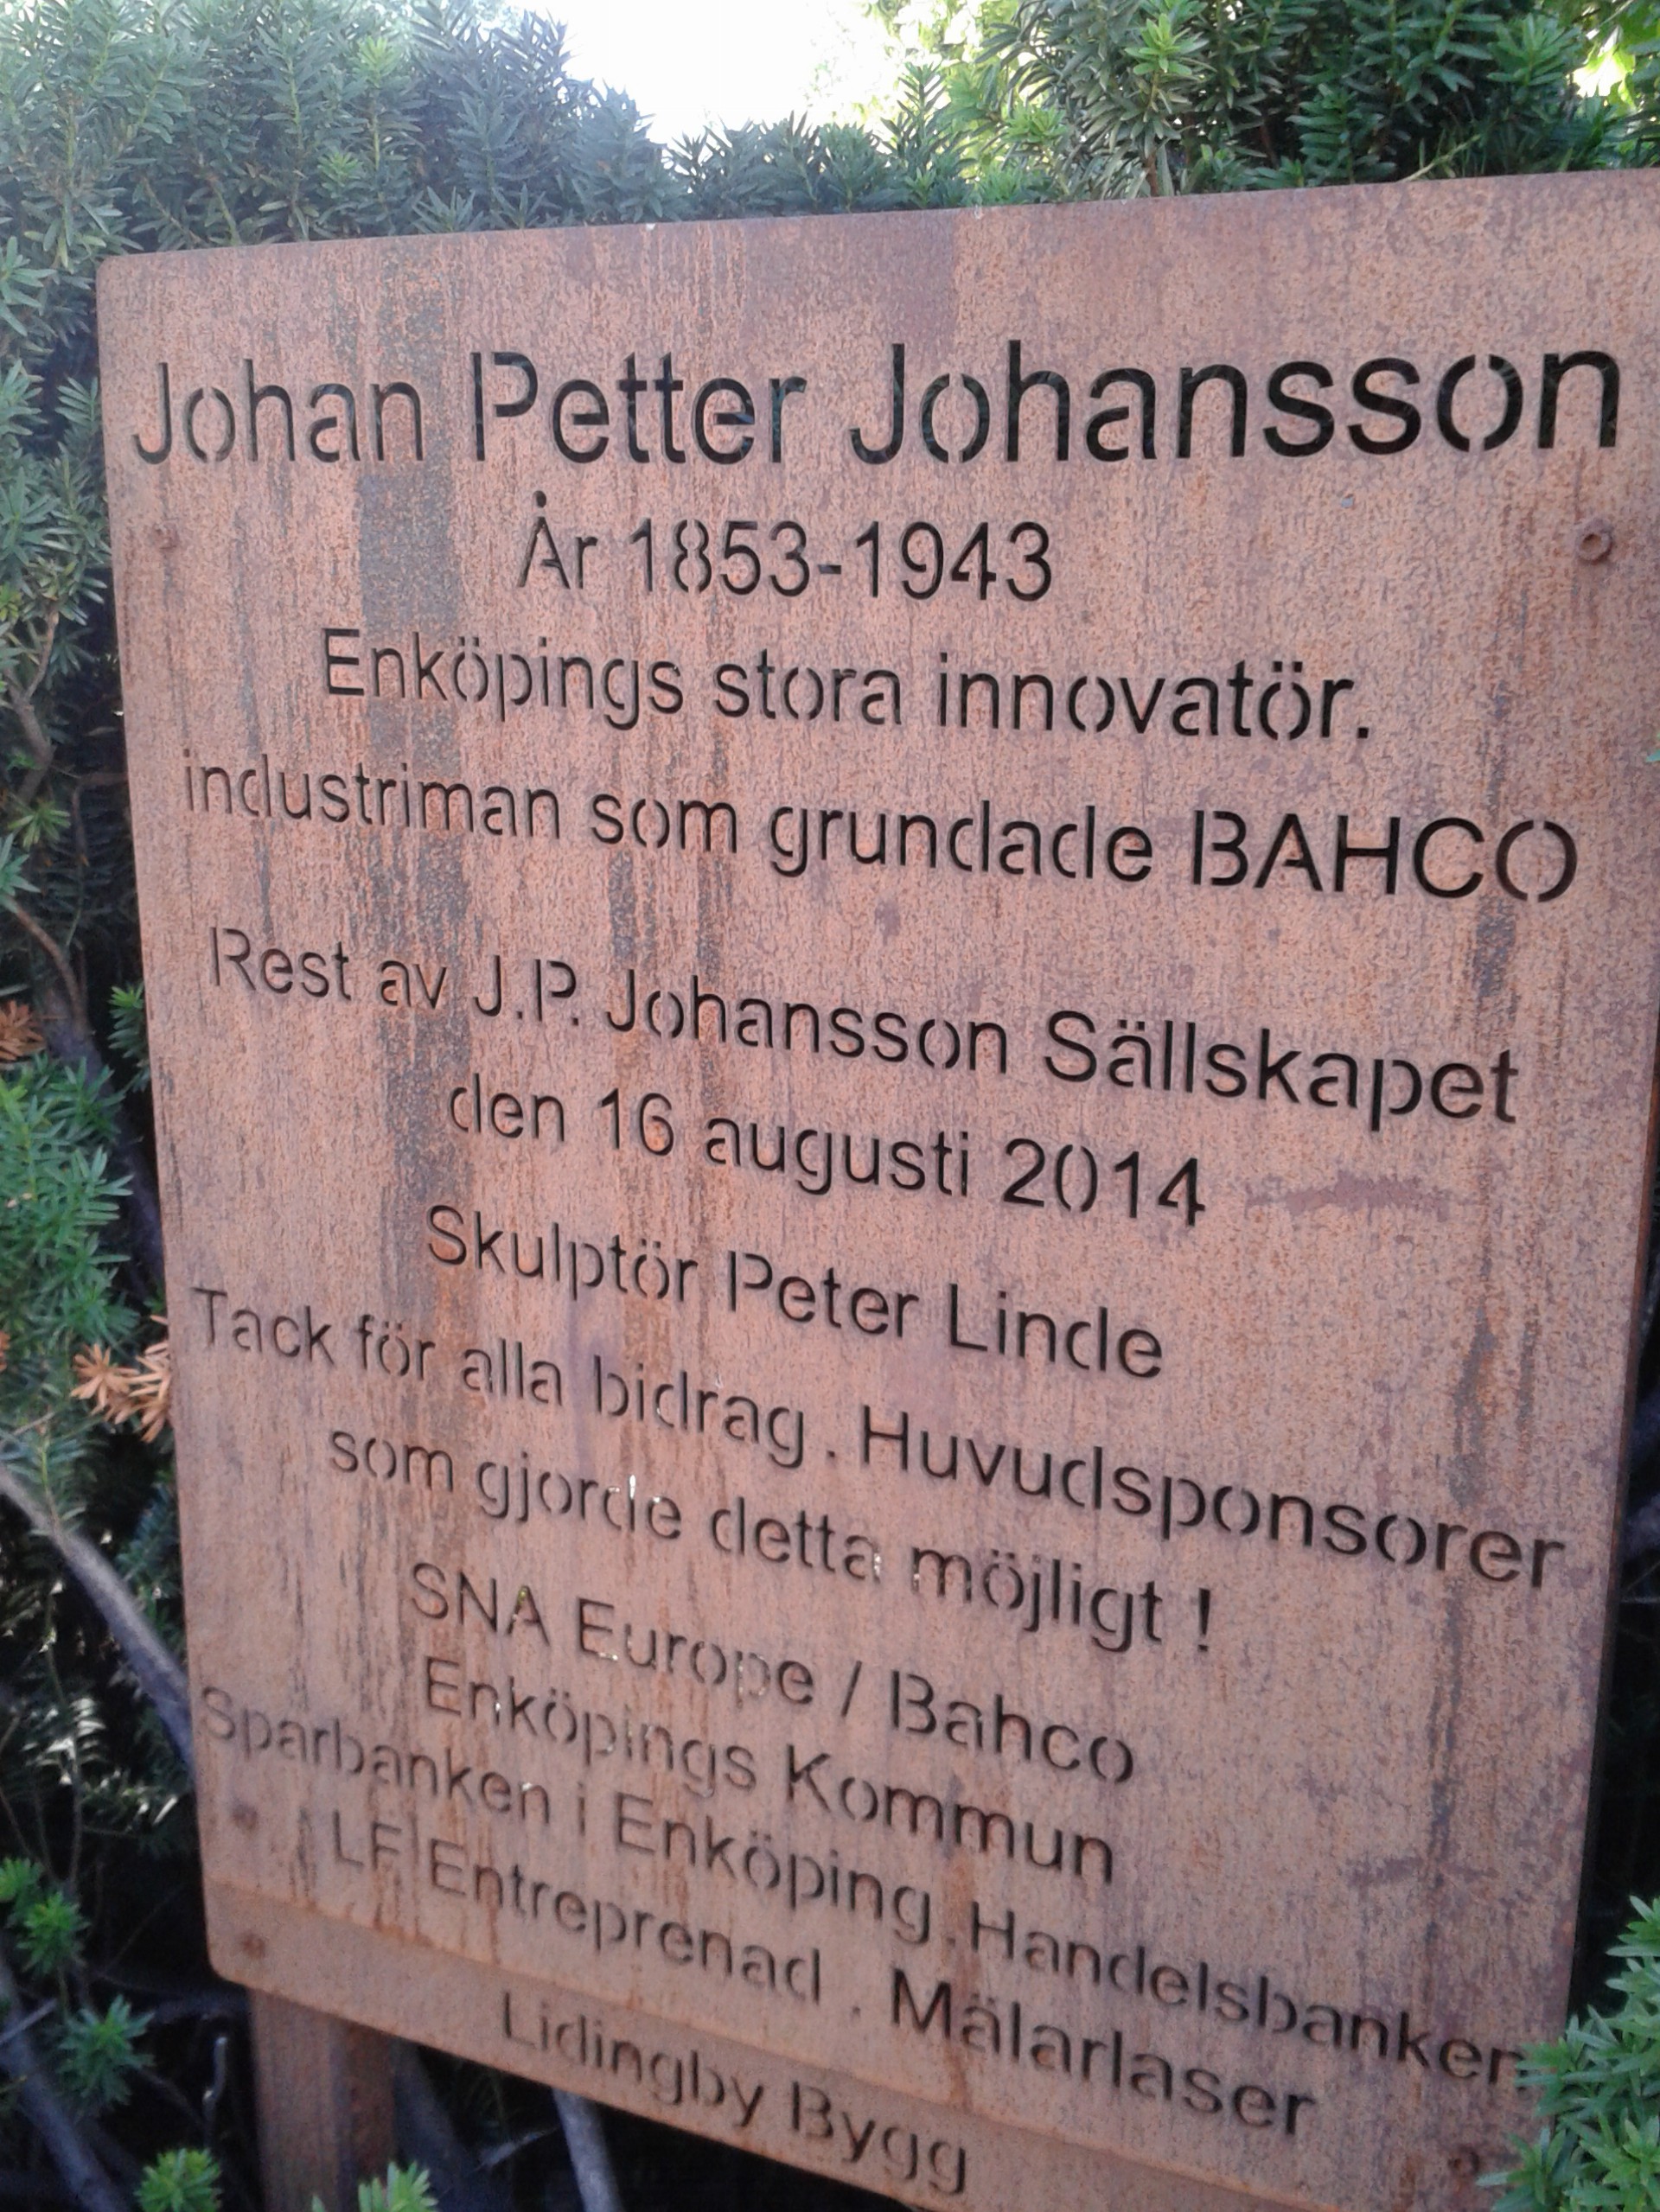 Johan Petter Johansson
År 1853-1943
Enköpings stora innovatör.
industriman som grundade BAHCO
Rest av J.P. Johansson Sällskapet
den 16 augusti 2014
Skulptör Peter Linde
Tack för alla bidrag . Huvudsponsorer
som gjorde detta möjligt !
SNA Europe / Bahco
Enköpings Kommun
Sparbanken i Enköping . Handelsbanken
LF Entreprenad . Mälarlaser
Lidingby Bygg